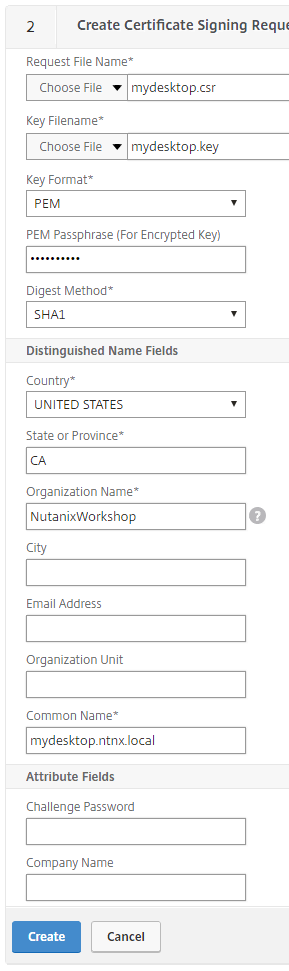 2 Create Certificate Signing Reque
Request File Name*
Choose File ▼ mydesktop.csr
Key Filename*
Choose File ▼ mydesktop.key
Key Format*
PEM ▼
PEM Passphrase (For Encrypted Key)
••••••••••
Digest Method*
SHA1 ▼
Distinguished Name Fields
Country*
UNITED STATES ▼
State or Province*
CA
Organization Name*
NutanixWorkshop ?
City
Email Address
Organization Unit
Common Name*
mydesktop.ntnx.local
Attribute Fields
Challenge Password
Company Name
Create Cancel